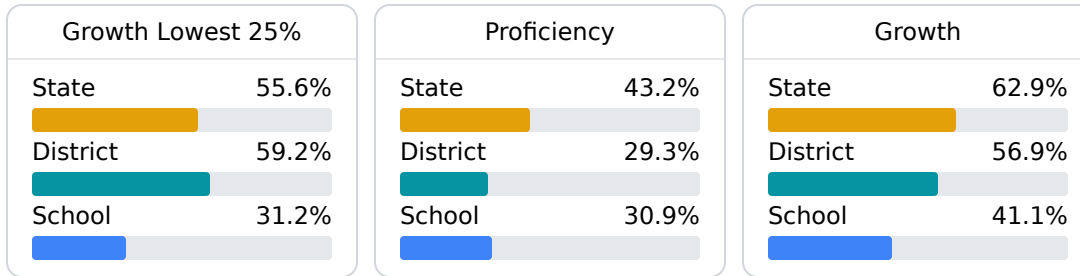 Growth Lowest 25%
State 55.6%
District 59.2%
School 31.2%
Proficiency
State 43.2%
District 29.3%
School 30.9%
Growth
State 62.9%
District 56.9%
School 41.1%